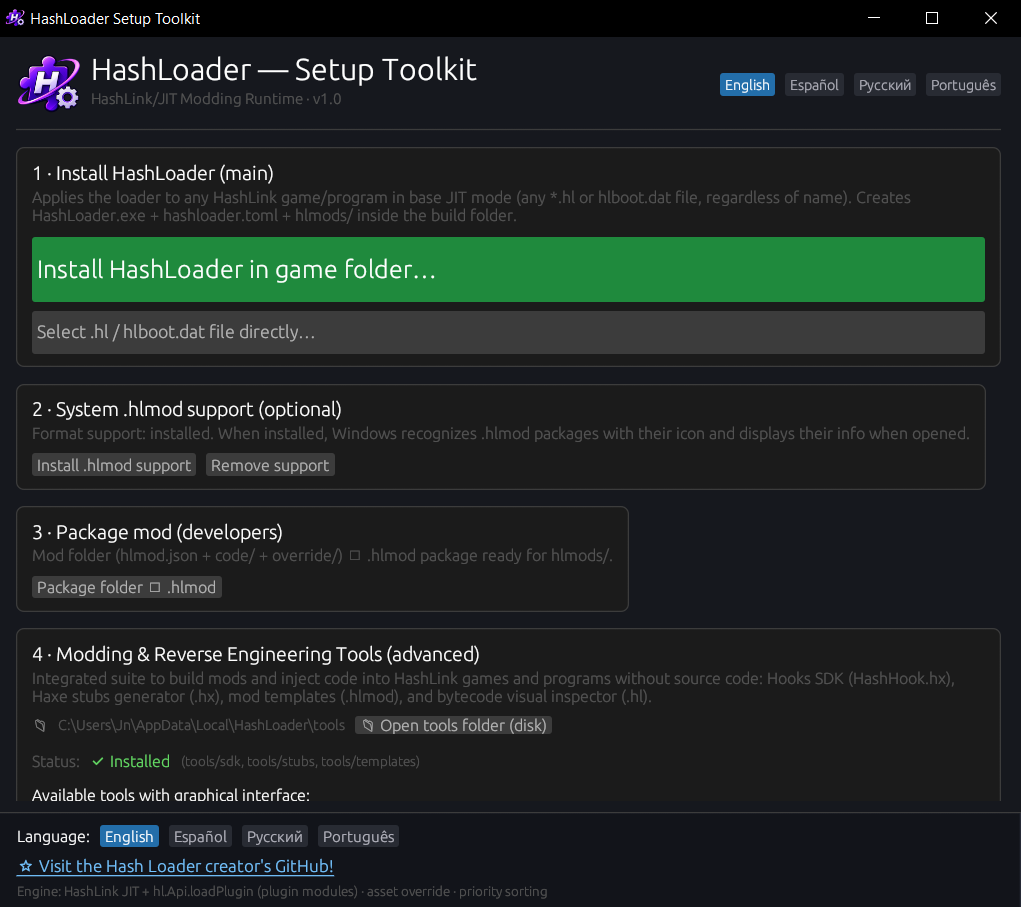 HashLoader Setup Toolkit
HashLoader — Setup Toolkit
HashLink/JIT Modding Runtime · v1.0
English Español Русский Português
1 · Install HashLoader (main)
Applies the loader to any HashLink game/program in base JIT mode (any *.hl or hlboot.dat file, regardless of name). Creates
HashLoader.exe + hashloader.toml + hlmods/ inside the build folder.
Install HashLoader in game folder…
Select .hl / hlboot.dat file directly…
2 · System .hlmod support (optional)
Format support: installed. When installed, Windows recognizes .hlmod packages with their icon and displays their info when opened.
Install .hlmod support Remove support
3 · Package mod (developers)
Mod folder (hlmod.json + code/ + override/) □ .hlmod package ready for hlmods/.
Package folder □ .hlmod
4 · Modding & Reverse Engineering Tools (advanced)
Integrated suite to build mods and inject code into HashLink games and programs without source code: Hooks SDK (HashHook.hx),
Haxe stubs generator (.hx), mod templates (.hlmod), and bytecode visual inspector (.hl).
C:\Users\Jn\AppData\Local\HashLoader\tools Open tools folder (disk)
Status: ✓ Installed (tools/sdk, tools/stubs, tools/templates)
Available tools with graphical interface:
Language: English Español Русский Português
☆ Visit the Hash Loader creator's GitHub!
Engine: HashLink JIT + hl.Api.loadPlugin (plugin modules) · asset override · priority sorting